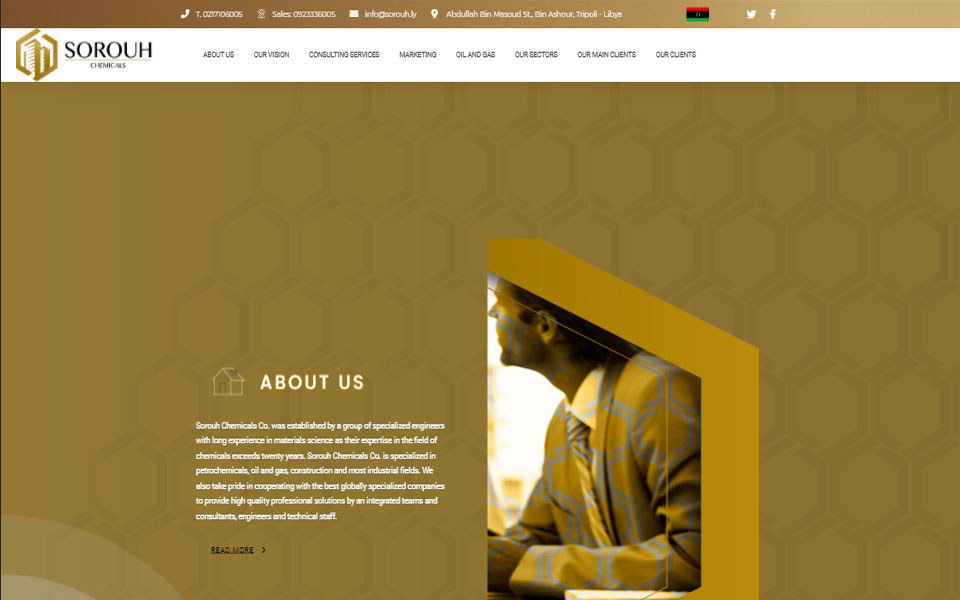 T. 0217106005 Sales: 0923336005 info@sorouh.ly Abdullah Bin Masoud St., Bin Ashour, Tripoli - Libya
SOROUH
CHEMICALS
ABOUT US OUR VISION CONSULTING SERVICES MARKETING OIL AND GAS OUR SECTORS OUR MAIN CLIENTS OUR CLIENTS
ABOUT US
Sorouh Chemicals Co. was established by a group of specialized engineers
with long experience in materials science as their expertise in the field of
chemicals exceeds twenty years. Sorouh Chemicals Co. is specialized in
petrochemicals, oil and gas, construction and most industrial fields. We
also take pride in cooperating with the best globally specialized companies
to provide high quality professional solutions by an integrated teams and
consultants, engineers and technical staff.
READ MORE